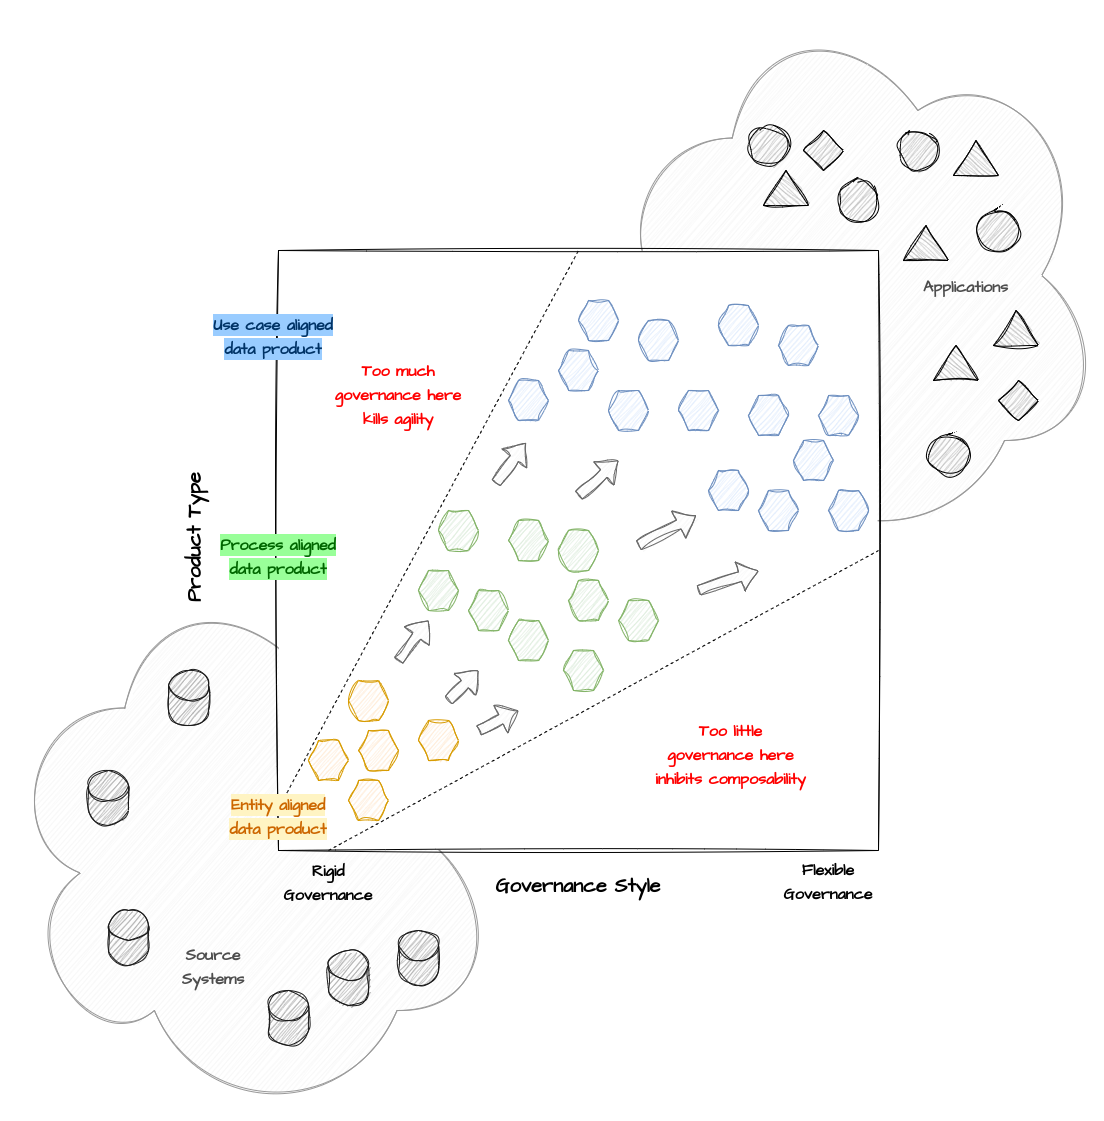 Applications
Use case aligned
data product
Too much
governance here
kills agility
Product Type
Process aligned
data product
Too little
governance here
inhibits composability
Entity aligned
data product
Rigid
Governance
Governance Style
Flexible
Governance
Source
Systems